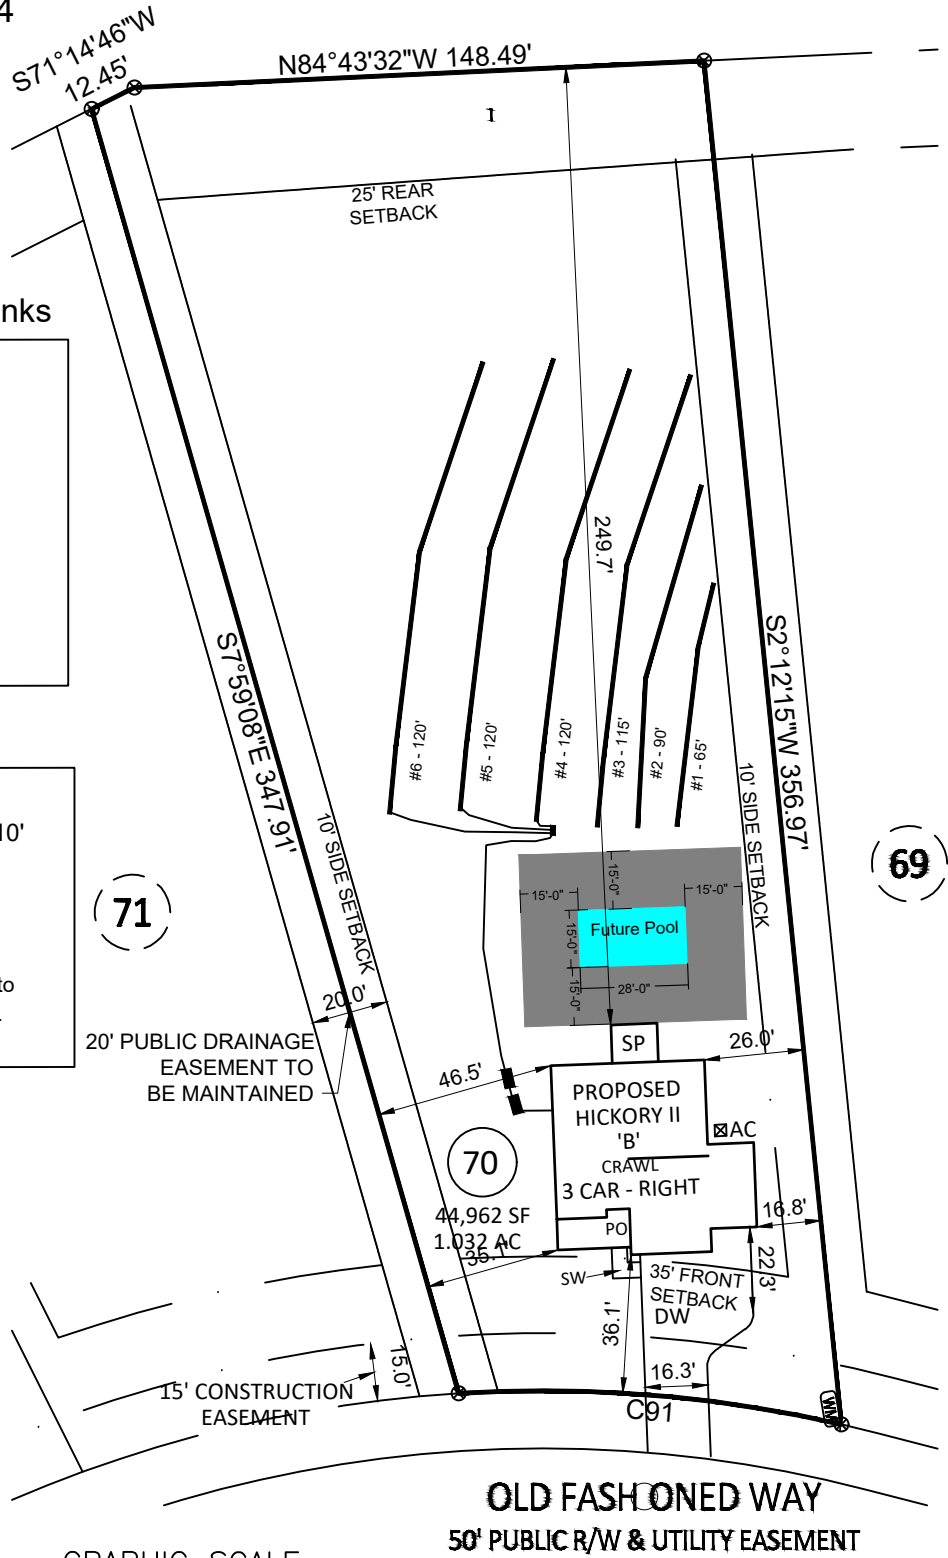 4
S71°14'46"W
12.45'
N84°43'32"W 148.49'
25' REAR
SETBACK
nks
249.7'
S7°59'08"E 347.91'
S2°12'15"W 356.97'
#6 - 120'
#5 - 120'
#4 - 120'
#3 - 115'
#2 - 90'
#1 - 65'
10' SIDE SETBACK
10' SIDE SETBACK
10'
71
69
to
15'-0"
15'-0"
15'-0"
15'-0"
Future Pool
15'-0"
28'-0"
20.0'
20' PUBLIC DRAINAGE
EASEMENT TO
BE MAINTAINED
SP
26.0'
46.5'
PROPOSED
HICKORY II
'B'
AC
CRAWL
3 CAR - RIGHT
70
44,962 SF
1.032 AC
35.1'
PO
16.8'
SW
35' FRONT
SETBACK
22.3'
DW
36.1'
15.0'
16.3'
15' CONSTRUCTION
EASEMENT
C91
WM
OLD FASHIONED WAY
50' PUBLIC R/W & UTILITY EASEMENT
GRAPHIC SCALE